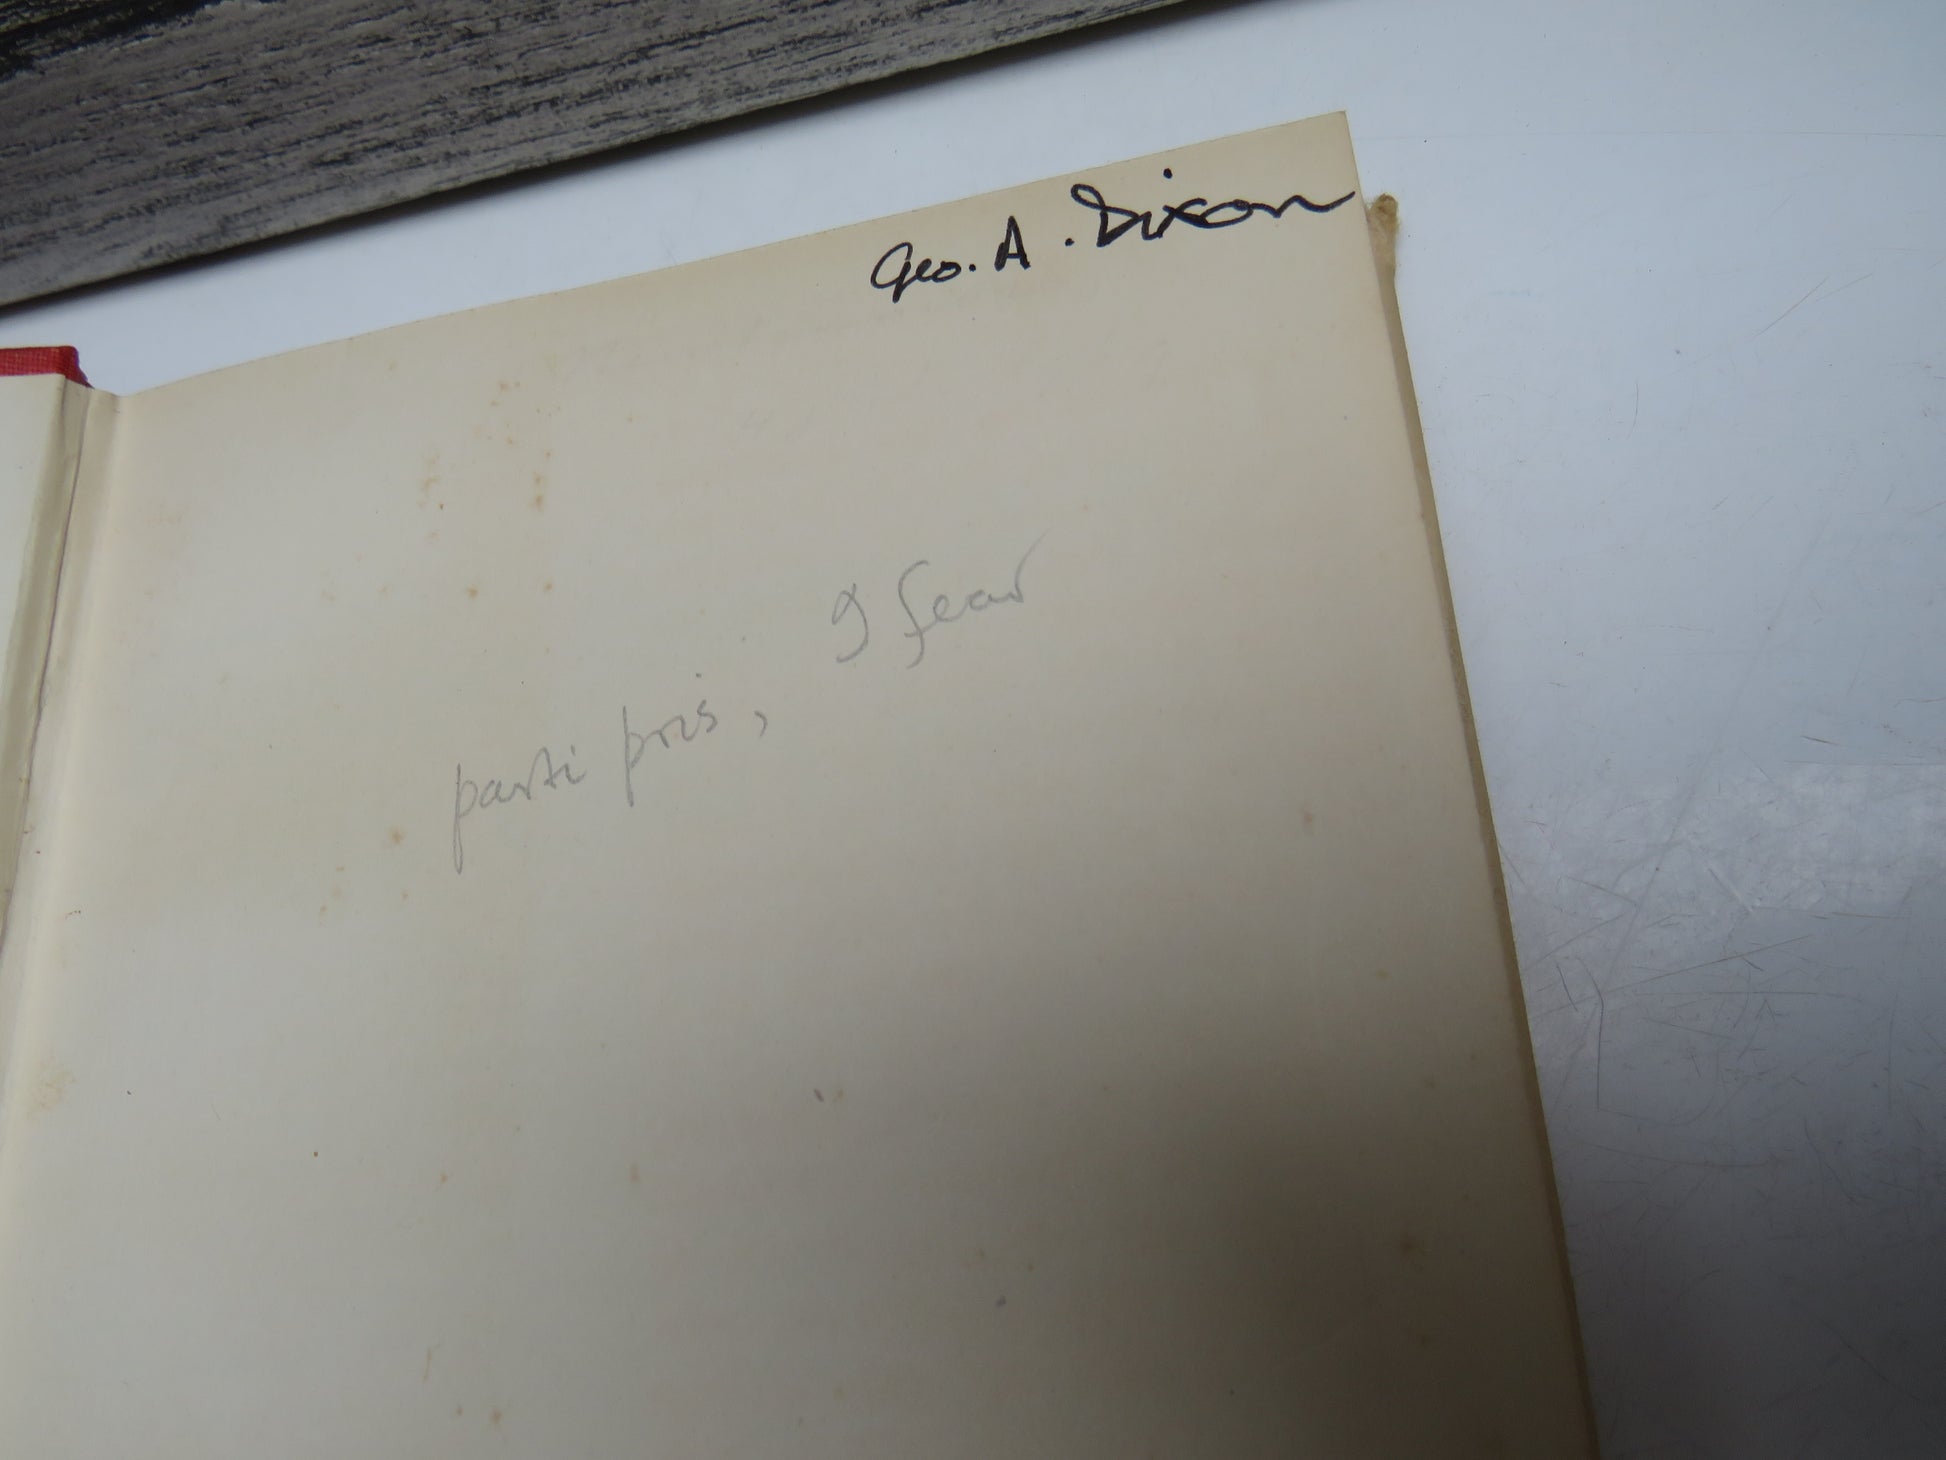 Geo. A. Dixon
parti pris, I fear